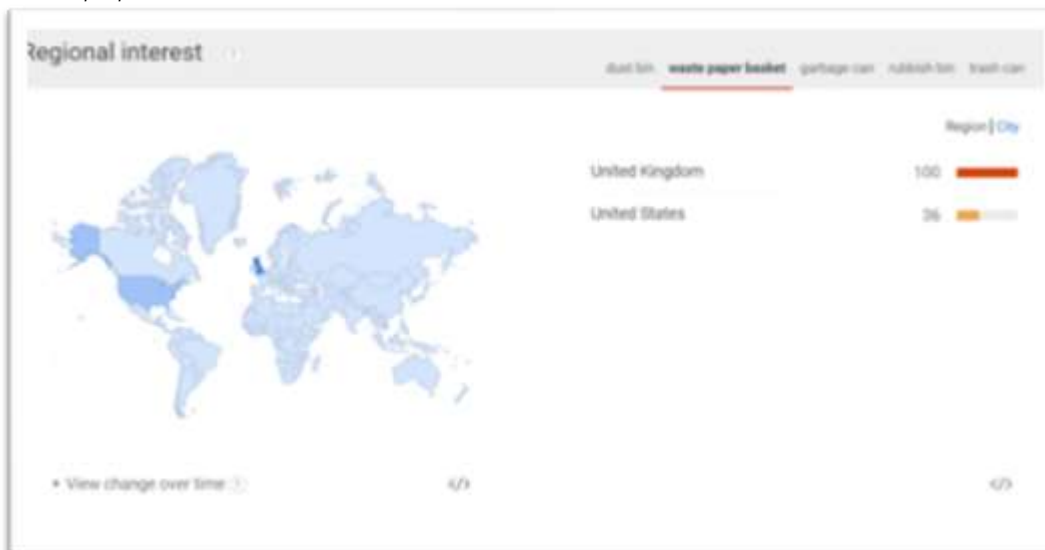 Regional interest
dust bin waste paper basket garbage can rubbish bin trash can
Region | City
United Kingdom 100
United States 36
View change over time ?
</>
</>